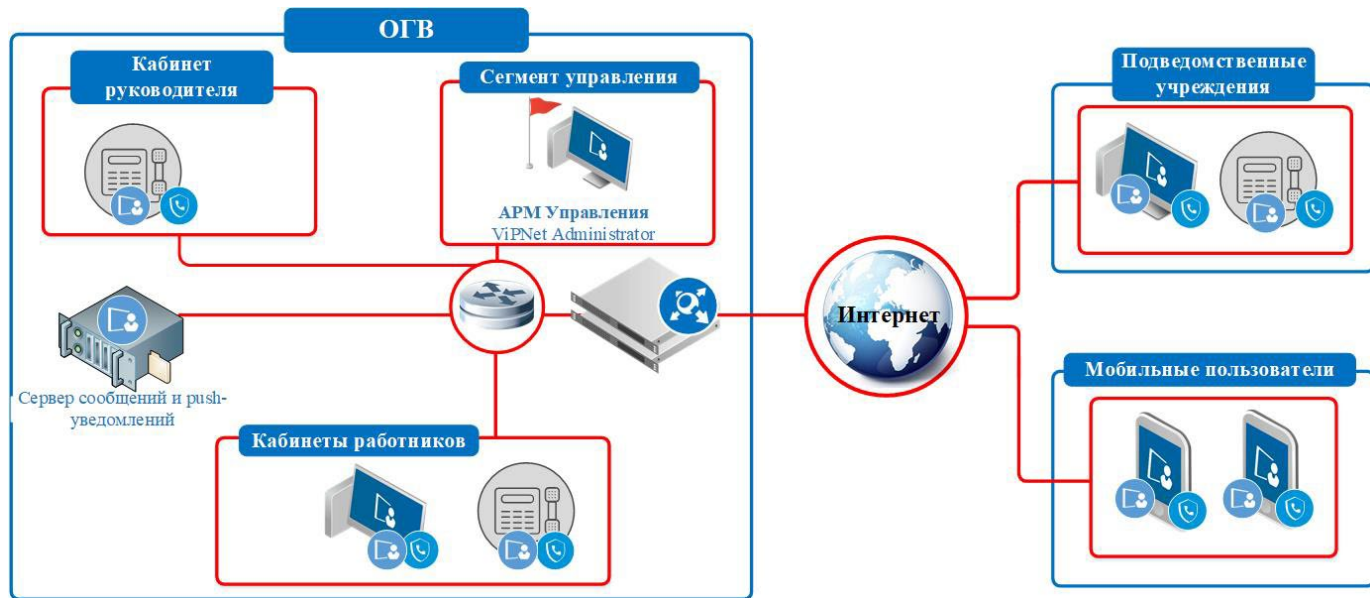 ОГВ
Кабинет
руководителя
Сегмент управления
АРМ Управления
ViPNet Administrator
Подведомственные
учреждения
Интернет
Сервер сообщений и push-
уведомлений
Мобильные пользователи
Кабинеты работников